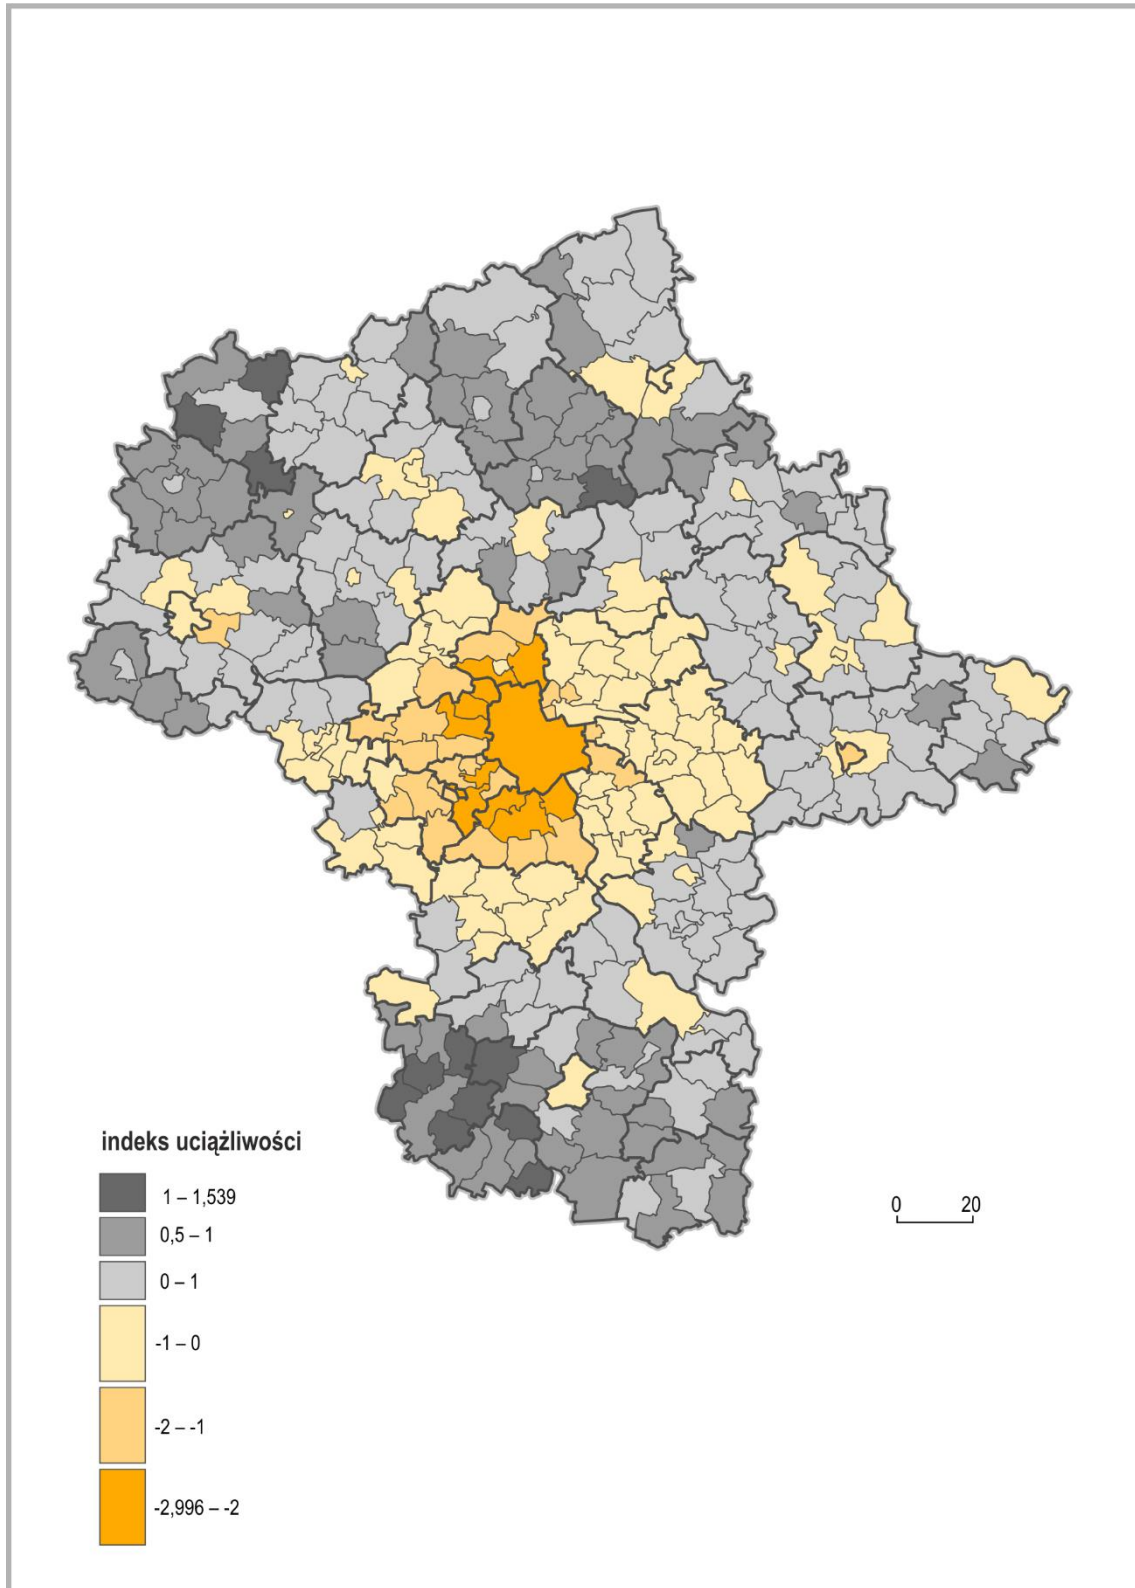 indeks uciążliwości
1 – 1,539
0,5 – 1
0 – 1
-1 – 0
-2 – -1
-2,996 – -2
0 20